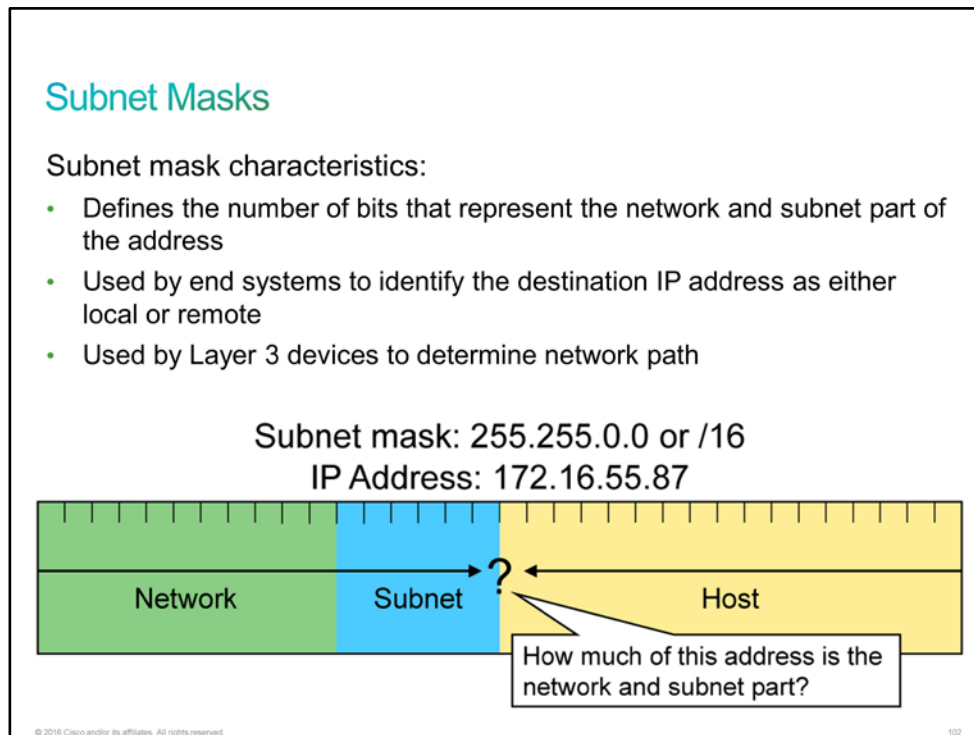 Subnet Masks
Subnet mask characteristics:
• Defines the number of bits that represent the network and subnet part of
the address
• Used by end systems to identify the destination IP address as either
local or remote
• Used by Layer 3 devices to determine network path
Subnet mask: 255.255.0.0 or /16
IP Address: 172.16.55.87
?
Network
Subnet
Host
How much of this address is the
network and subnet part?
© 2016 Cisco and/or its affiliates. All rights reserved.
102